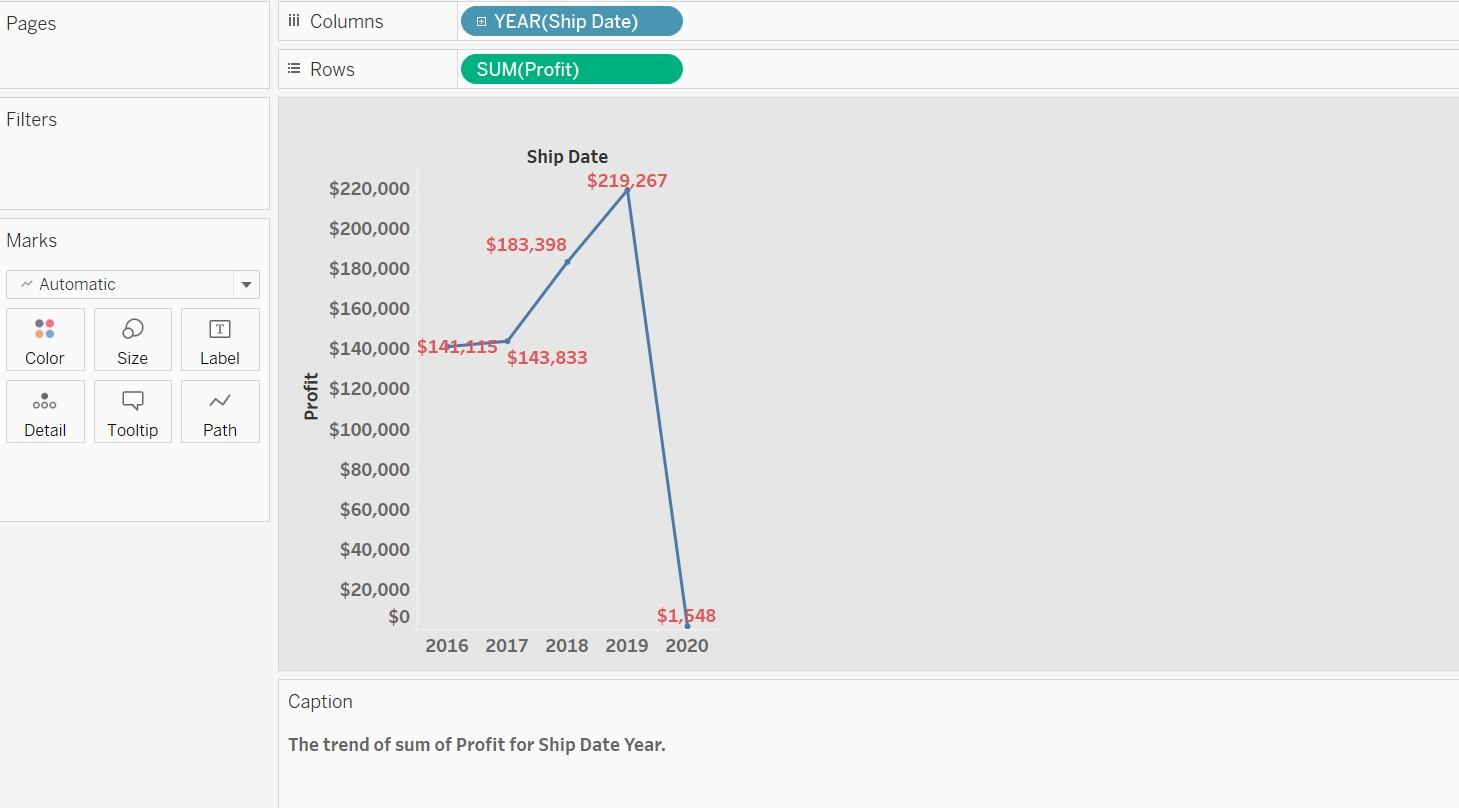 Pages
Columns
YEAR(Ship Date)
Rows
SUM(Profit)
Filters
Marks
Automatic
Color
Size
T
Label
Detail
Tooltip
Path
Ship Date
Profit
$220,000
$200,000
$180,000
$160,000
$140,000
$120,000
$100,000
$80,000
$60,000
$40,000
$20,000
$0
$219,267
$183,398
$141,115
$143,833
$1,548
2016 2017 2018 2019 2020
Caption
The trend of sum of Profit for Ship Date Year.